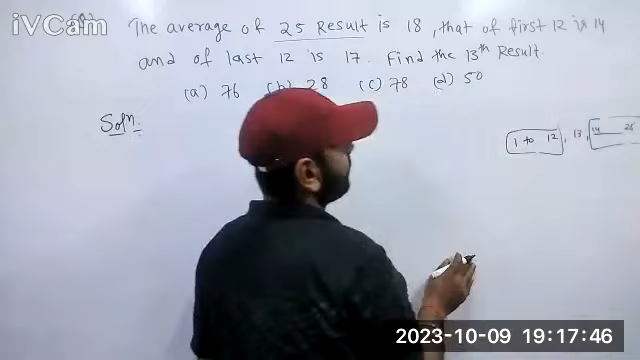 iVCam
The average of 25 Result is 18, that of first 12 is 14
and of last 12 is 17. Find the 13th Result.
(a) 76 (b) 28 (c) 78 (d) 50
Soln.
1 to 12, 13, 14 25
2023-10-09 19:17:46